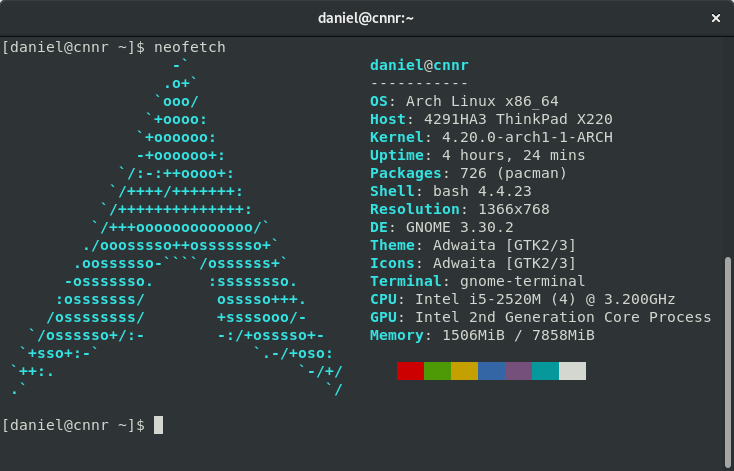 daniel@cnnr:~
[daniel@cnnr ~]$ neofetch
                   -`                    daniel@cnnr
                  .o+`                   -----------
                 `ooo/                   OS: Arch Linux x86_64
                `+oooo:                  Host: 4291HA3 ThinkPad X220
               `+oooooo:                 Kernel: 4.20.0-arch1-1-ARCH
               -+oooooo+:                Uptime: 4 hours, 24 mins
             `/:-:++oooo+:               Packages: 726 (pacman)
            `/++++/+++++++:              Shell: bash 4.4.23
           `/++++++++++++++:             Resolution: 1366x768
          `/+++ooooooooooooo/`           DE: GNOME 3.30.2
         ./ooosssso++osssssso+`          Theme: Adwaita [GTK2/3]
        .oossssso-````/ossssss+`         Icons: Adwaita [GTK2/3]
       -osssssso.      :ssssssso.        Terminal: gnome-terminal
      :osssssss/        osssso+++.       CPU: Intel i5-2520M (4) @ 3.200GHz
     /ossssssss/        +ssssooo/-       GPU: Intel 2nd Generation Core Process
   `/ossssso+/:-        -:/+osssso+-     Memory: 1506MiB / 7858MiB
  `+sso+:-`                 `.-/+oso:
 `++:.                           `-/+/
 .`                                 `/
[daniel@cnnr ~]$